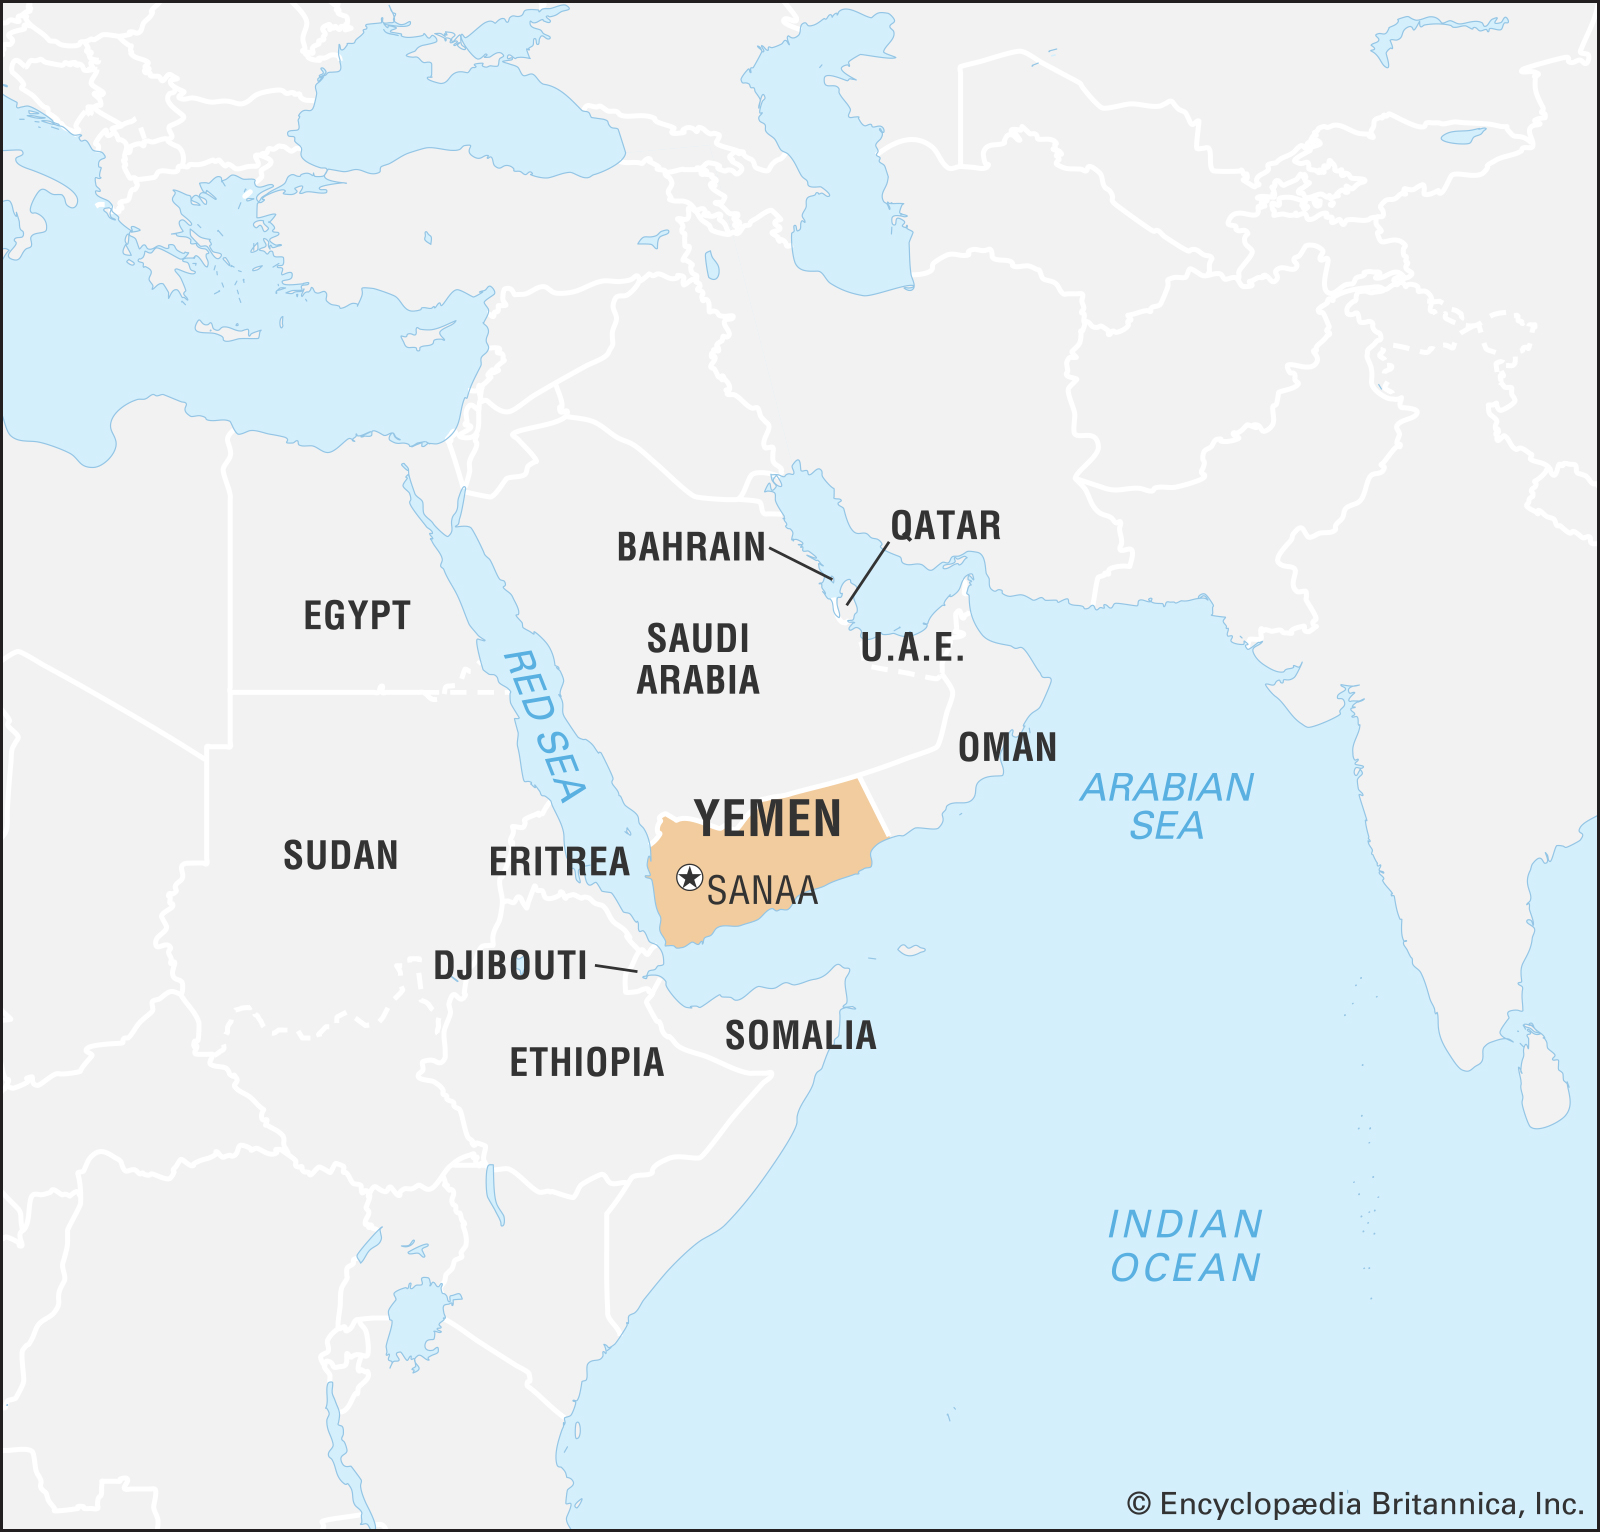 QATAR
BAHRAIN
EGYPT
SAUDI
ARABIA
U.A.E.
RED SEA
OMAN
ARABIAN
SEA
YEMEN
SUDAN
ERITREA
SANAA
DJIBOUTI
SOMALIA
ETHIOPIA
INDIAN
OCEAN
© Encyclopædia Britannica, Inc.